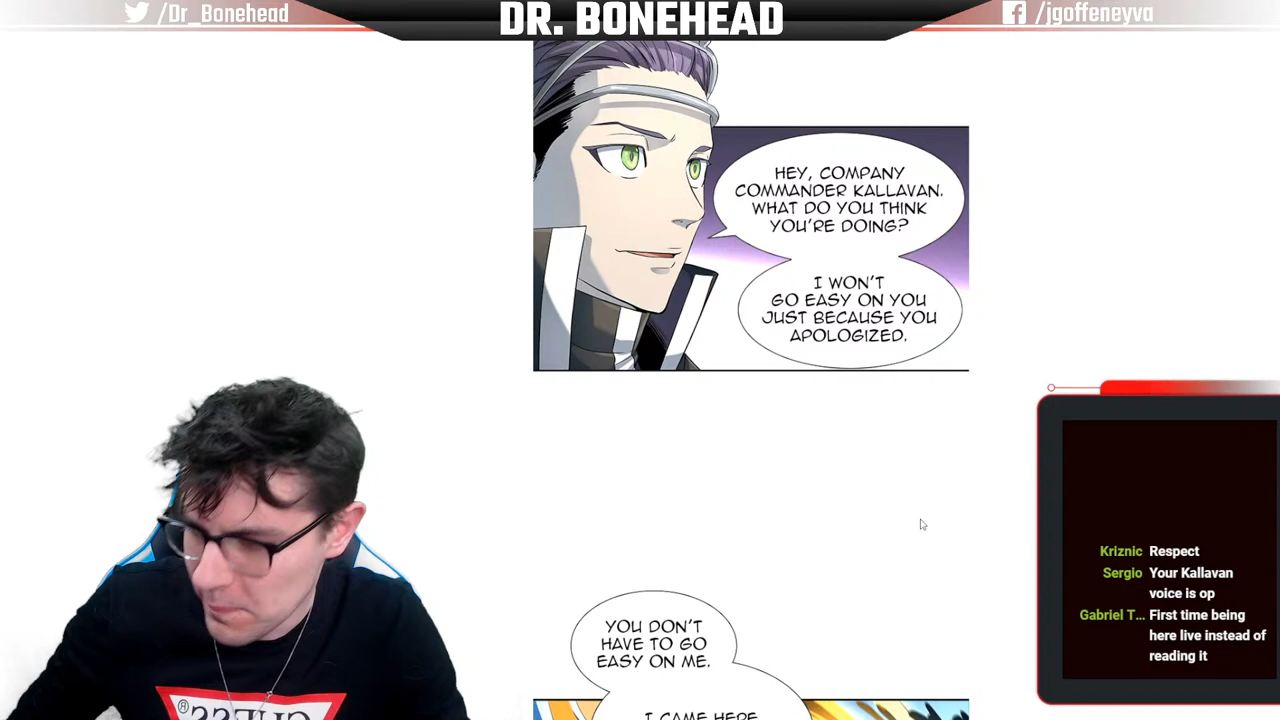 /Dr_Bonehead
DR. BONEHEAD
/jgoffeneyva
HEY, COMPANY
COMMANDER KALLAVAN.
WHAT DO YOU THINK
YOU'RE DOING?
I WON'T
GO EASY ON YOU
JUST BECAUSE YOU
APOLOGIZED.
YOU DON'T
HAVE TO GO
EASY ON ME.
I CAME HERE
Kriznic Respect
Sergio Your Kallavan
voice is op
Gabriel T... First time being
here live instead of
reading it
GUESS